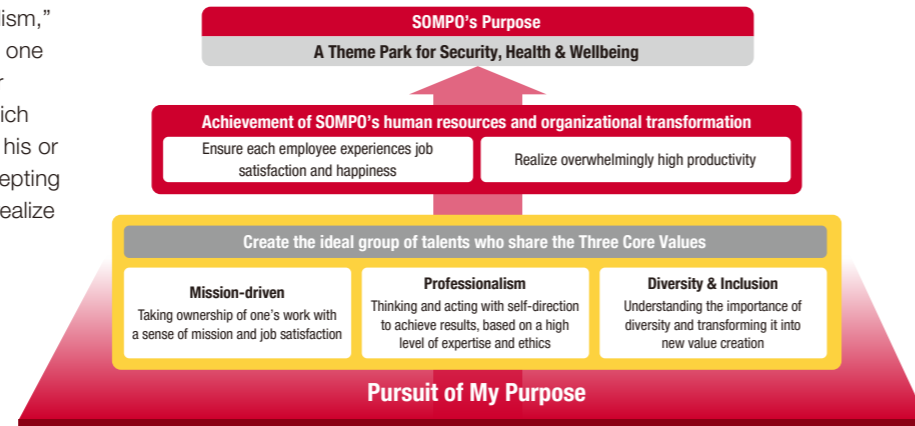 lism,”
one
r
ich
his or
epting
ealize
SOMPO’s Purpose
A Theme Park for Security, Health & Wellbeing
Achievement of SOMPO’s human resources and organizational transformation
Ensure each employee experiences job
satisfaction and happiness
Realize overwhelmingly high productivity
Create the ideal group of talents who share the Three Core Values
Mission-driven
Taking ownership of one’s work with
a sense of mission and job satisfaction
Professionalism
Thinking and acting with self-direction
to achieve results, based on a high
level of expertise and ethics
Diversity & Inclusion
Understanding the importance of
diversity and transforming it into
new value creation
Pursuit of My Purpose